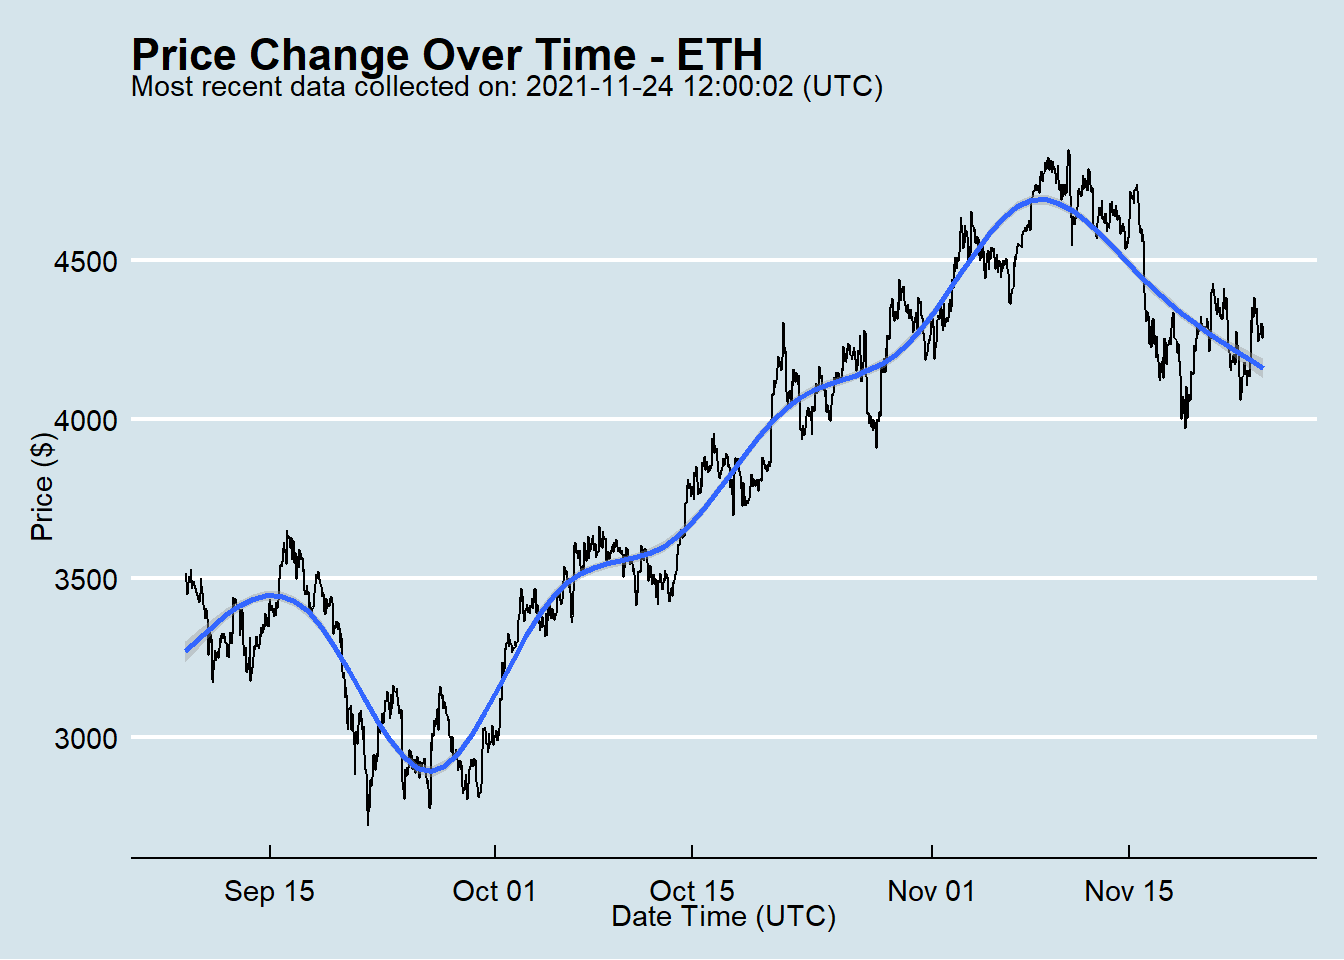 Price Change Over Time - ETH
Most recent data collected on: 2021-11-24 12:00:02 (UTC)
Price ($)
4500
4000
3500
3000
Sep 15 Oct 01 Oct 15 Nov 01 Nov 15
Date Time (UTC)